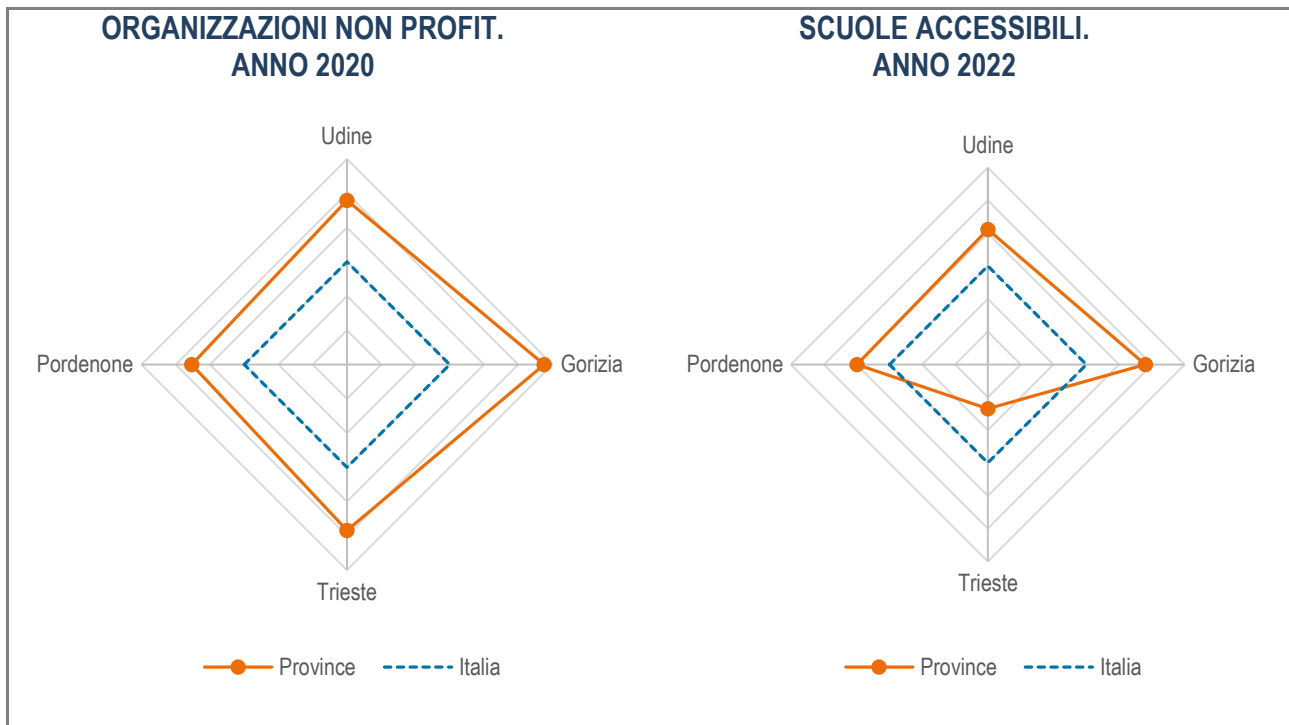 ORGANIZZAZIONI NON PROFIT.
ANNO 2020
Udine
Pordenone
Gorizia
Trieste
Province
Italia
SCUOLE ACCESSIBILI.
ANNO 2022
Udine
Pordenone
Gorizia
Trieste
Province
Italia